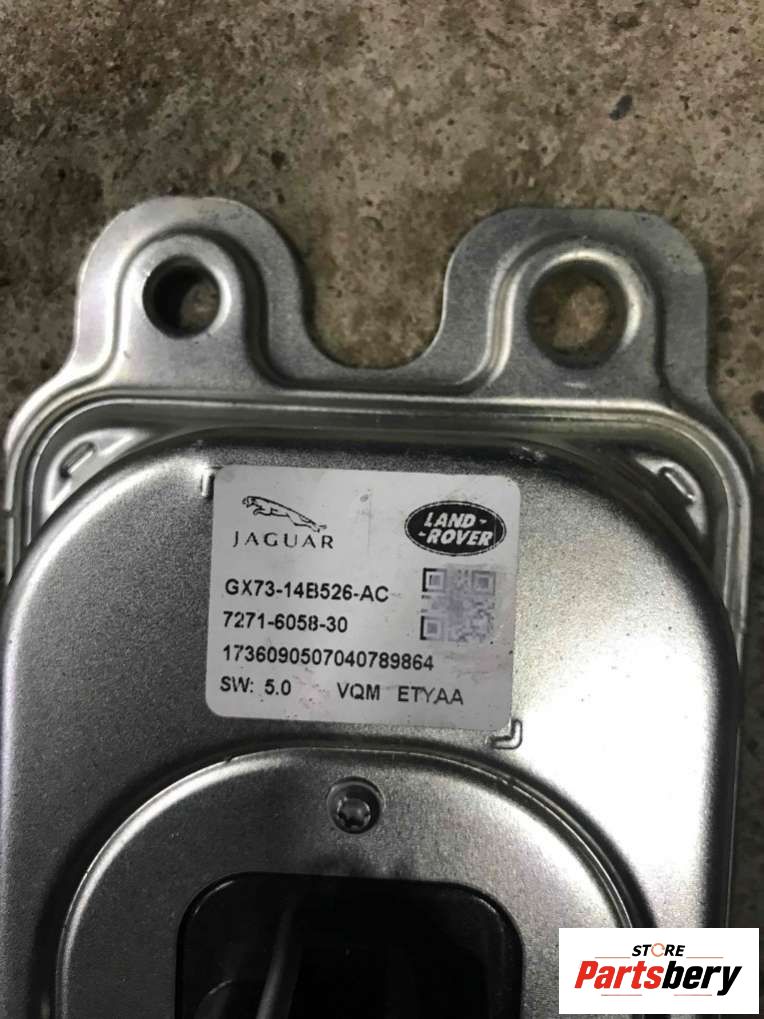 JAGUAR
LAND-
-ROVER
GX73-14B526-AC
7271-6058-30
1736090507040789864
SW: 5.0 VQM ETYAA
STORE
Partsbery